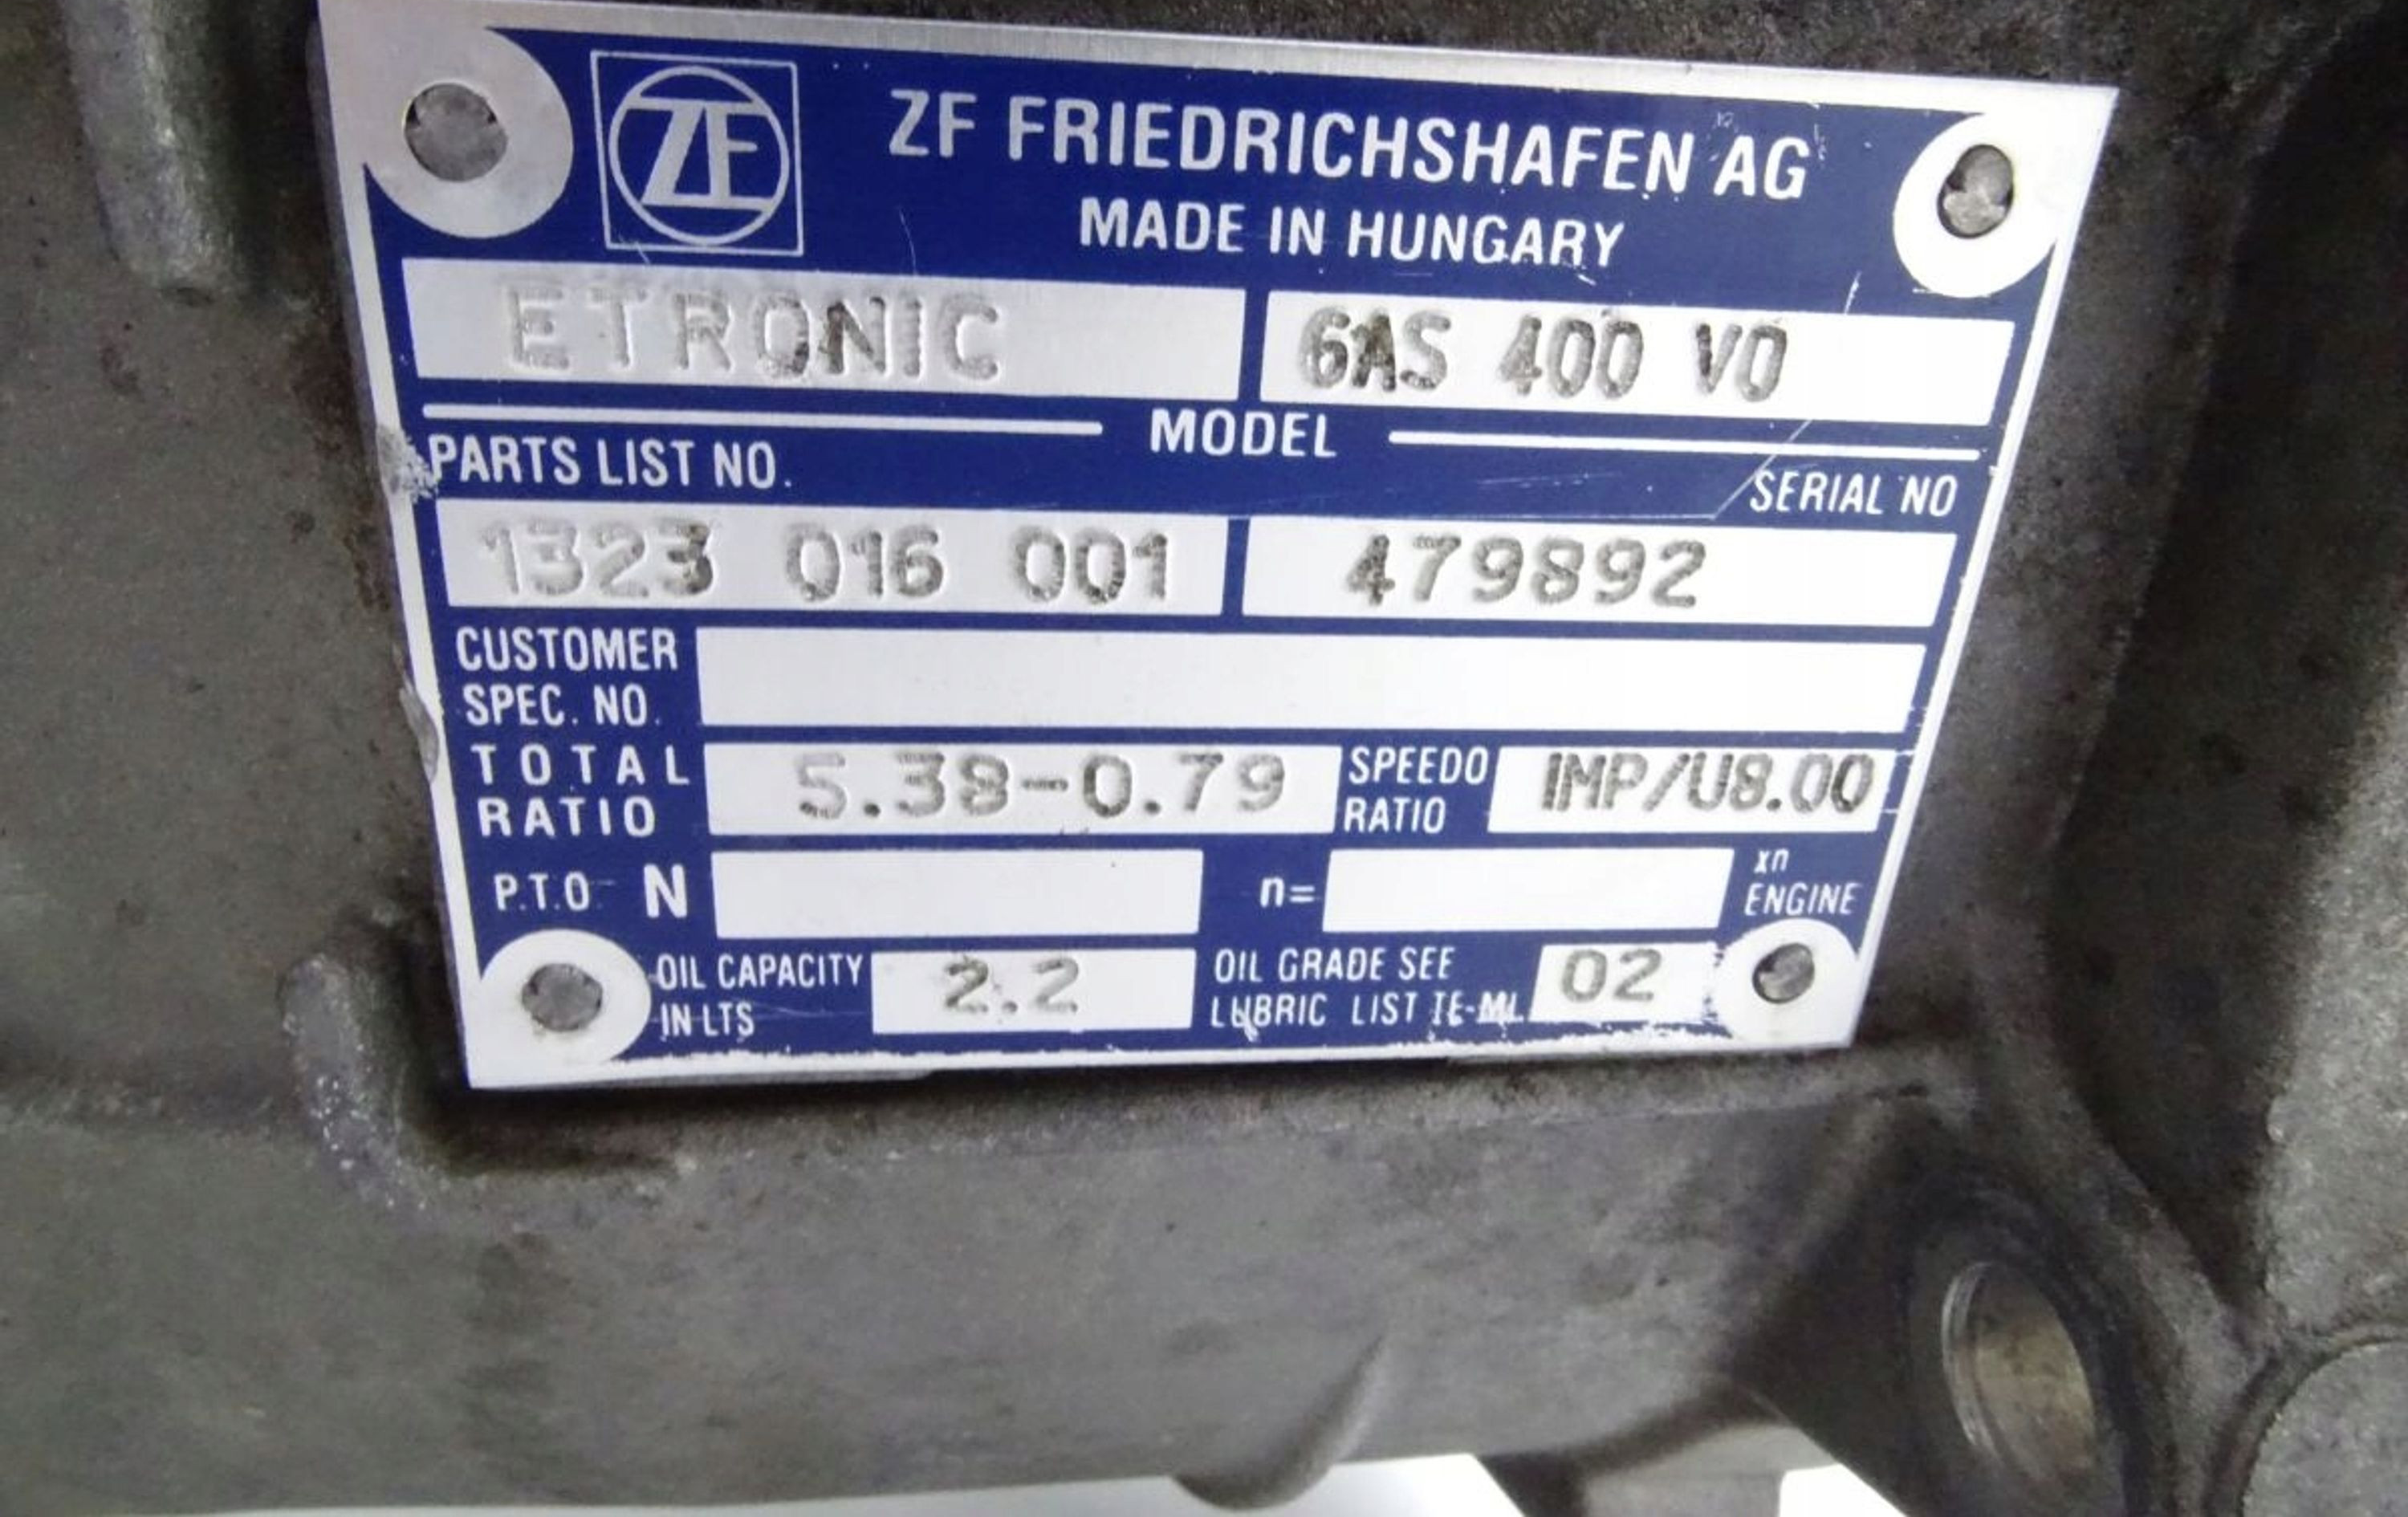 ZF
ZF FRIEDRICHSHAFEN AG
MADE IN HUNGARY
ETRONIC 6AS 400 VO
MODEL
PARTS LIST NO. SERIAL NO
1323 016 001 479892
CUSTOMER
SPEC. NO.
TOTAL
RATIO 5.38-0.79 SPEEDO
RATIO IMP/U8.00
P.T.O N n= xn
ENGINE
OIL CAPACITY
IN LTS 2.2 OIL GRADE SEE
LUBRIC LIST TE-ML 02